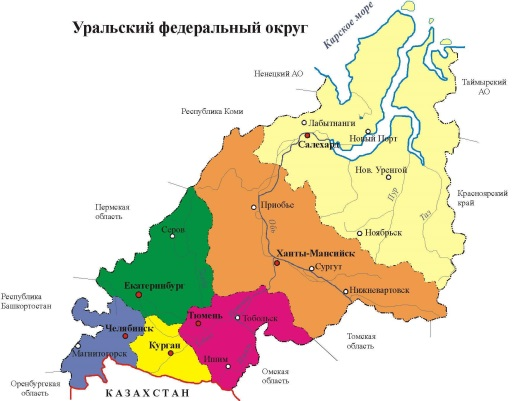 Уральский федеральный округ
Карское море
Ненецкий АО
Таймырский
АО
Республика Коми
Лабытнанги
Салехард
Новый Порт
Нов. Уренгой
Пур
Таз
Красноярский
край
Пермская
область
Приобье
Обь
Серов
Ноябрьск
Ханты-Мансийск
Сургут
Екатеринбург
Нижневартовск
Республика
Башкортостан
Тюмень
Тобольск
Челябинск
Томская
область
Магнитогорск
Курган
Ишим
Омская
область
Оренбургская
область
КАЗАХСТАН